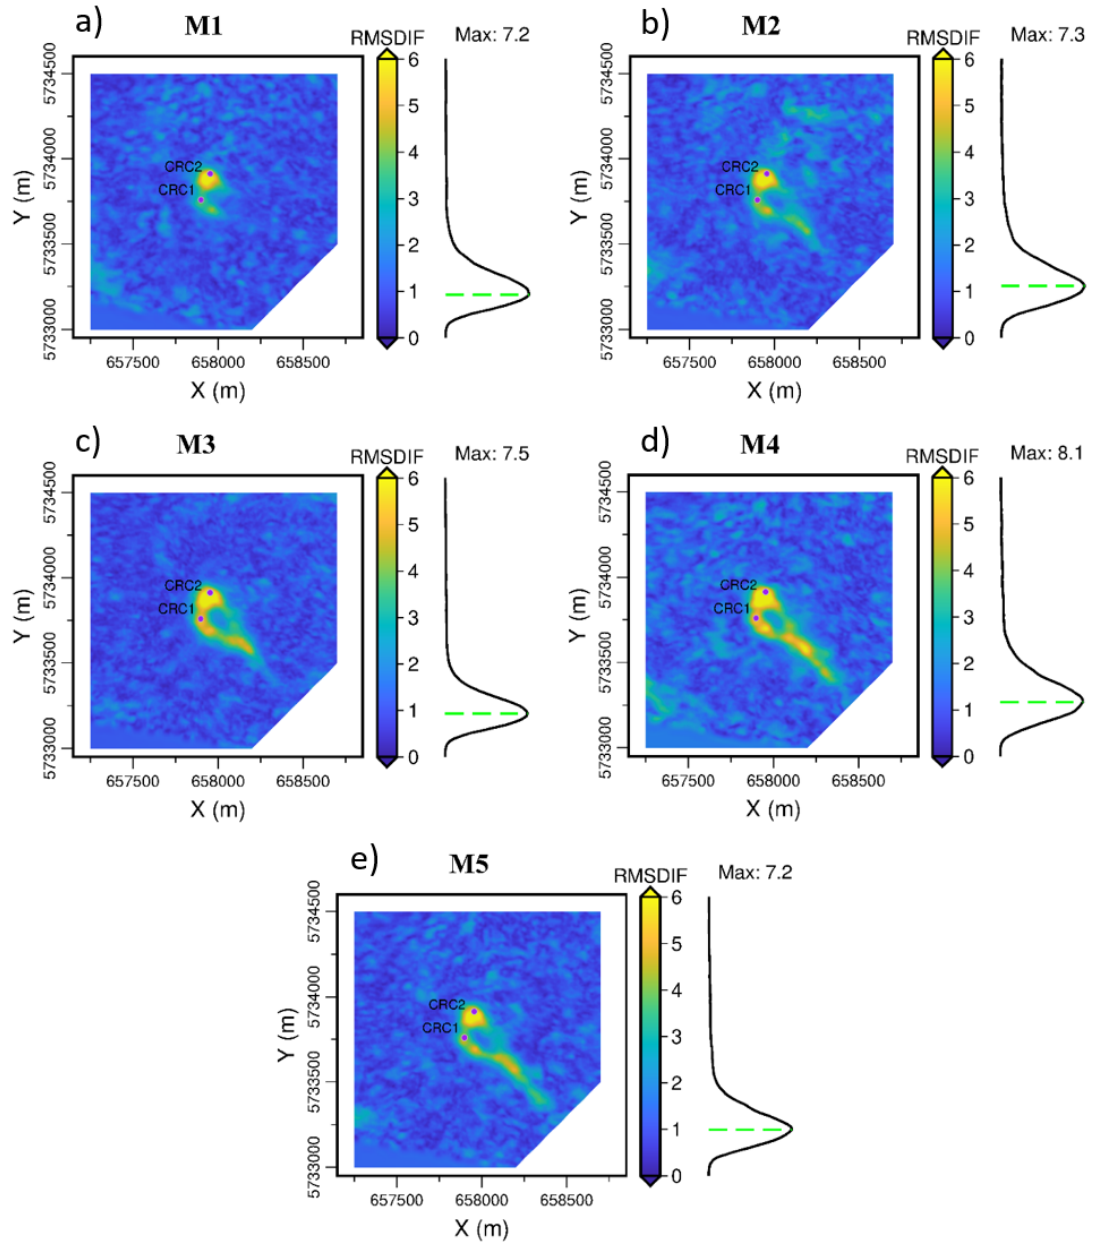 a) M1
RMSDIF Max: 7.2
5734500
5734000
5733500
5733000
Y (m)
CRC2
CRC1
6
5
4
3
2
1
0
657500 658000 658500
X (m)
b) M2
RMSDIF Max: 7.3
5734500
5734000
5733500
5733000
Y (m)
CRC2
CRC1
6
5
4
3
2
1
0
657500 658000 658500
X (m)
c) M3
RMSDIF Max: 7.5
5734500
5734000
5733500
5733000
Y (m)
CRC2
CRC1
6
5
4
3
2
1
0
657500 658000 658500
X (m)
d) M4
RMSDIF Max: 8.1
5734500
5734000
5733500
5733000
Y (m)
CRC2
CRC1
6
5
4
3
2
1
0
657500 658000 658500
X (m)
e) M5
RMSDIF Max: 7.2
5734500
5734000
5733500
5733000
Y (m)
CRC2
CRC1
6
5
4
3
2
1
0
657500 658000 658500
X (m)